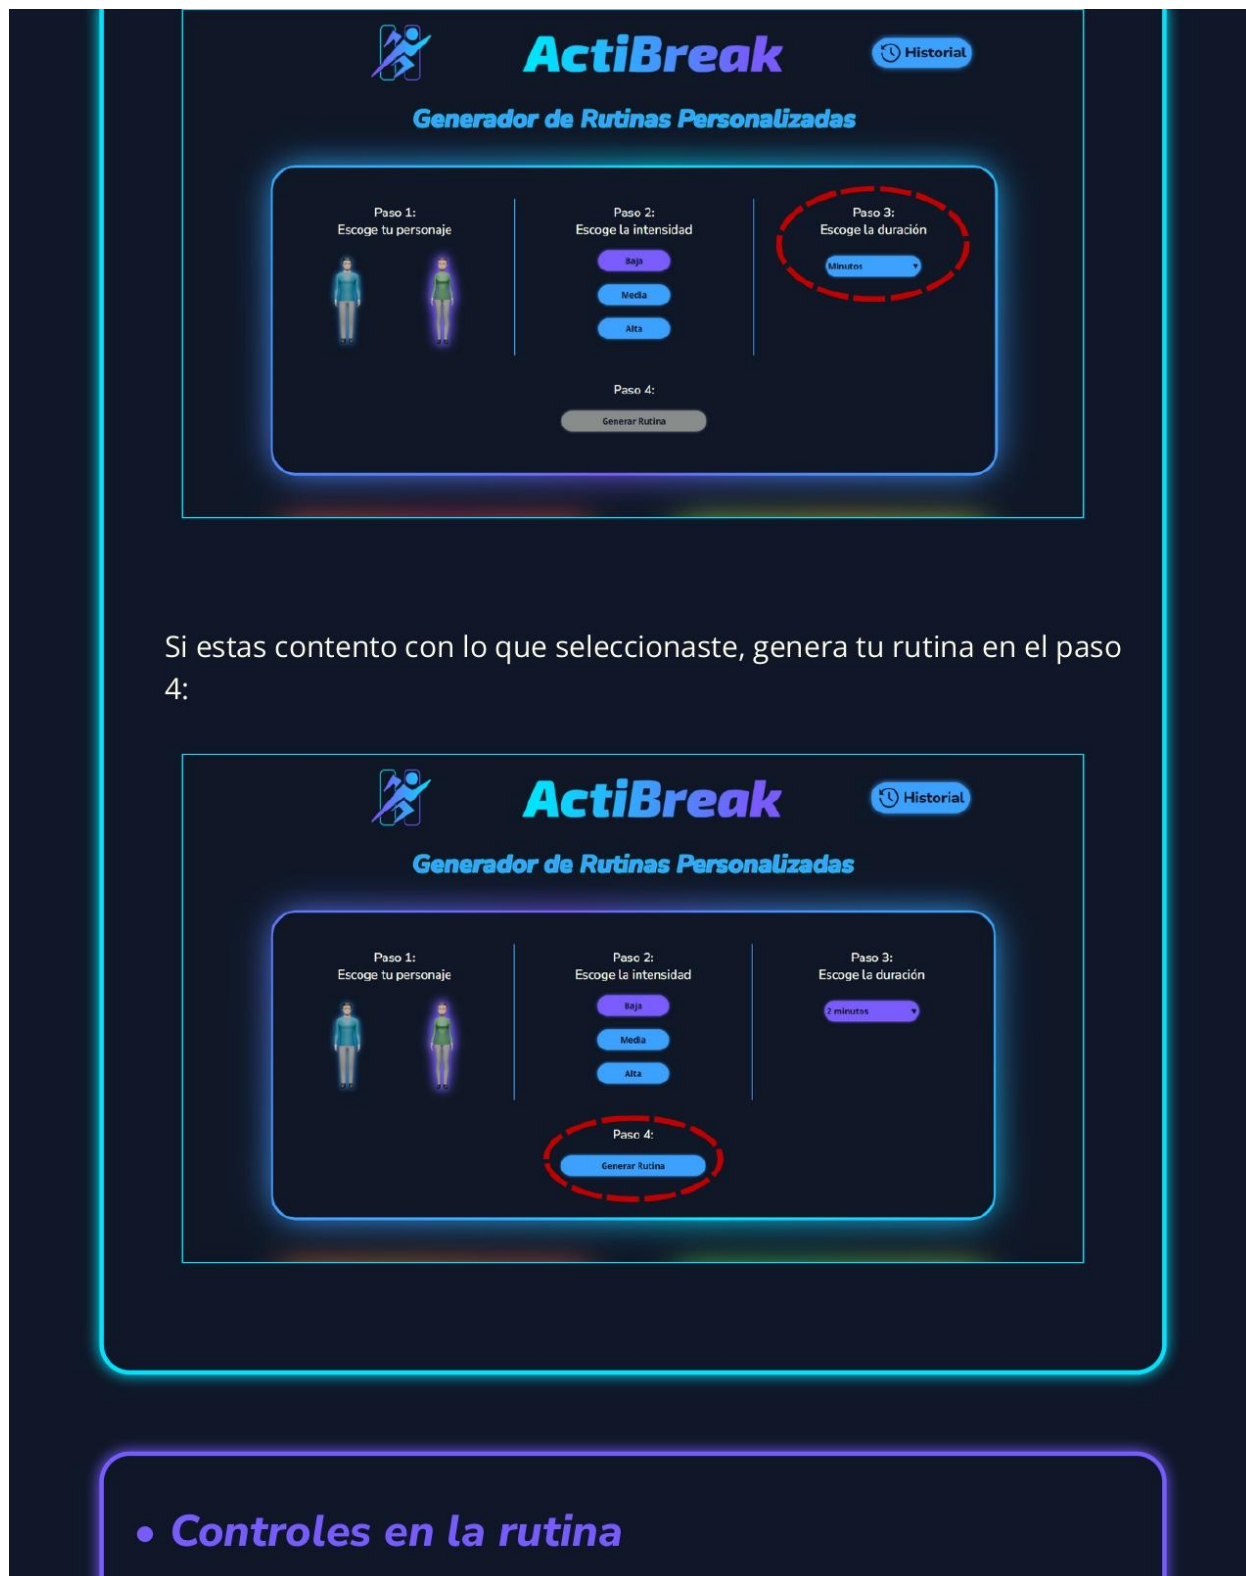 ActiBreak
Historial
Generador de Rutinas Personalizadas
Paso 1:
Escoge tu personaje
Paso 2:
Escoge la intensidad
Baja
Media
Alta
Paso 3:
Escoge la duración
Minutos
Paso 4:
Generar Rutina
Si estas contento con lo que seleccionaste, genera tu rutina en el paso
4:
ActiBreak
Historial
Generador de Rutinas Personalizadas
Paso 1:
Escoge tu personaje
Paso 2:
Escoge la intensidad
Baja
Media
Alta
Paso 3:
Escoge la duración
2 minutos
Paso 4:
Generar Rutina
• Controles en la rutina